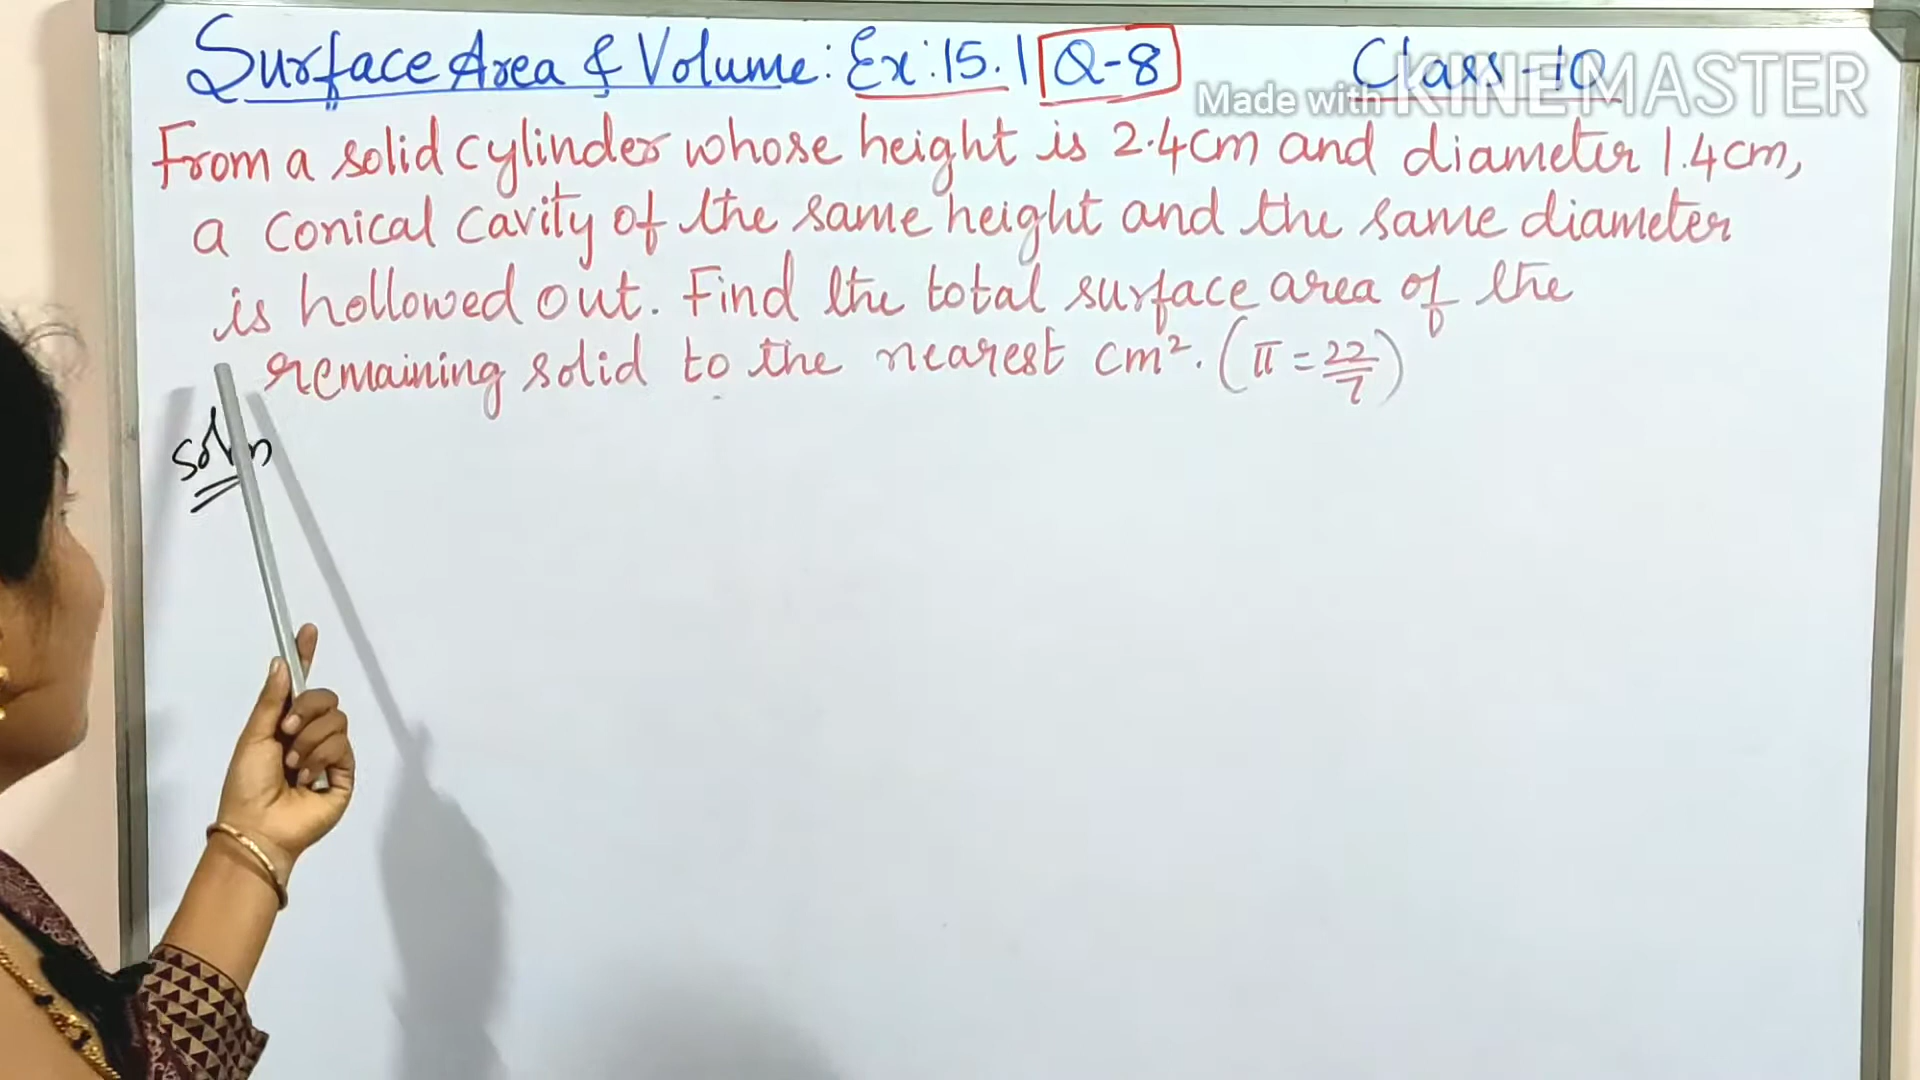 Surface Area & Volume: Ex: 15.1 Q-8 Class-10
Made with KINEMASTER
From a solid cylinder whose height is 2.4cm and diameter 1.4cm,
a conical cavity of the same height and the same diameter
is hollowed out. Find the total surface area of the
remaining solid to the nearest cm². (π = 22/7)
soln